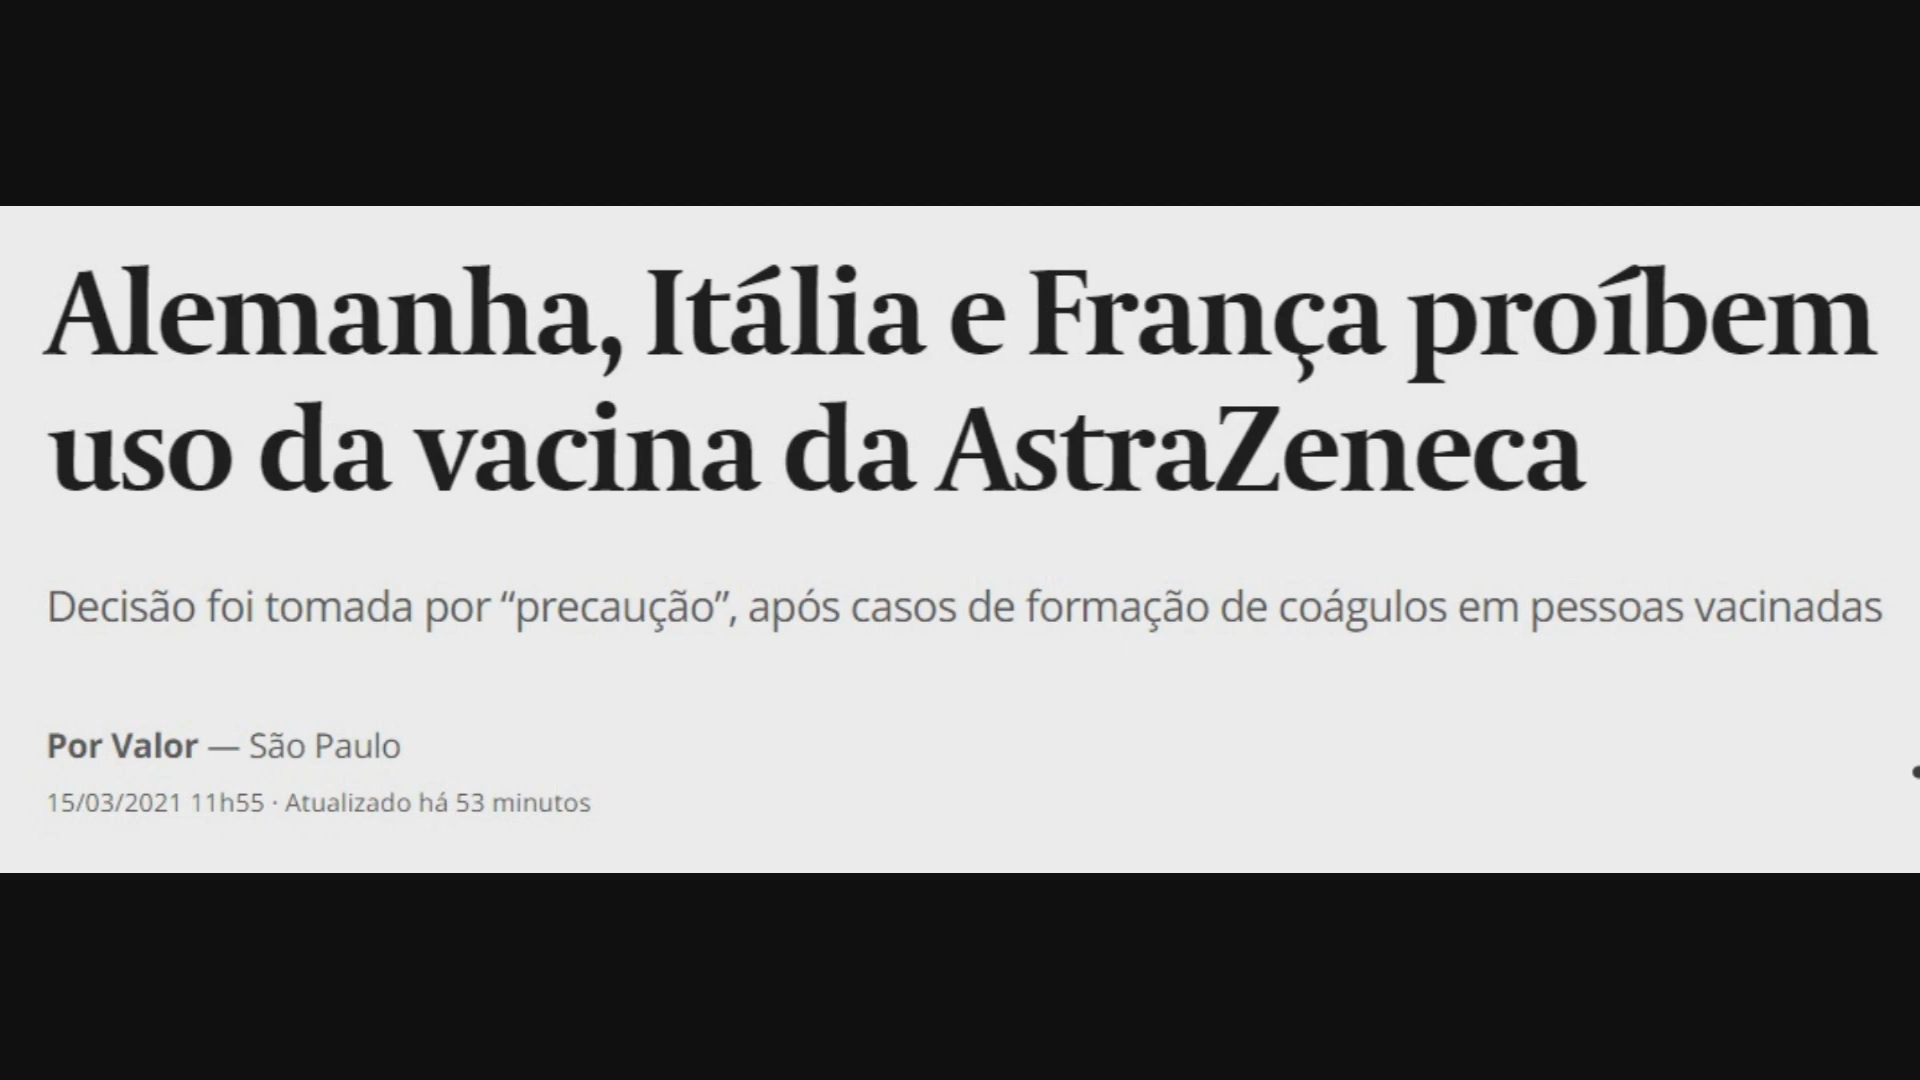 Alemanha, Itália e França proíbem
uso da vacina da AstraZeneca
Decisão foi tomada por “precaução”, após casos de formação de coágulos em pessoas vacinadas
Por Valor — São Paulo
15/03/2021 11h55 · Atualizado há 53 minutos